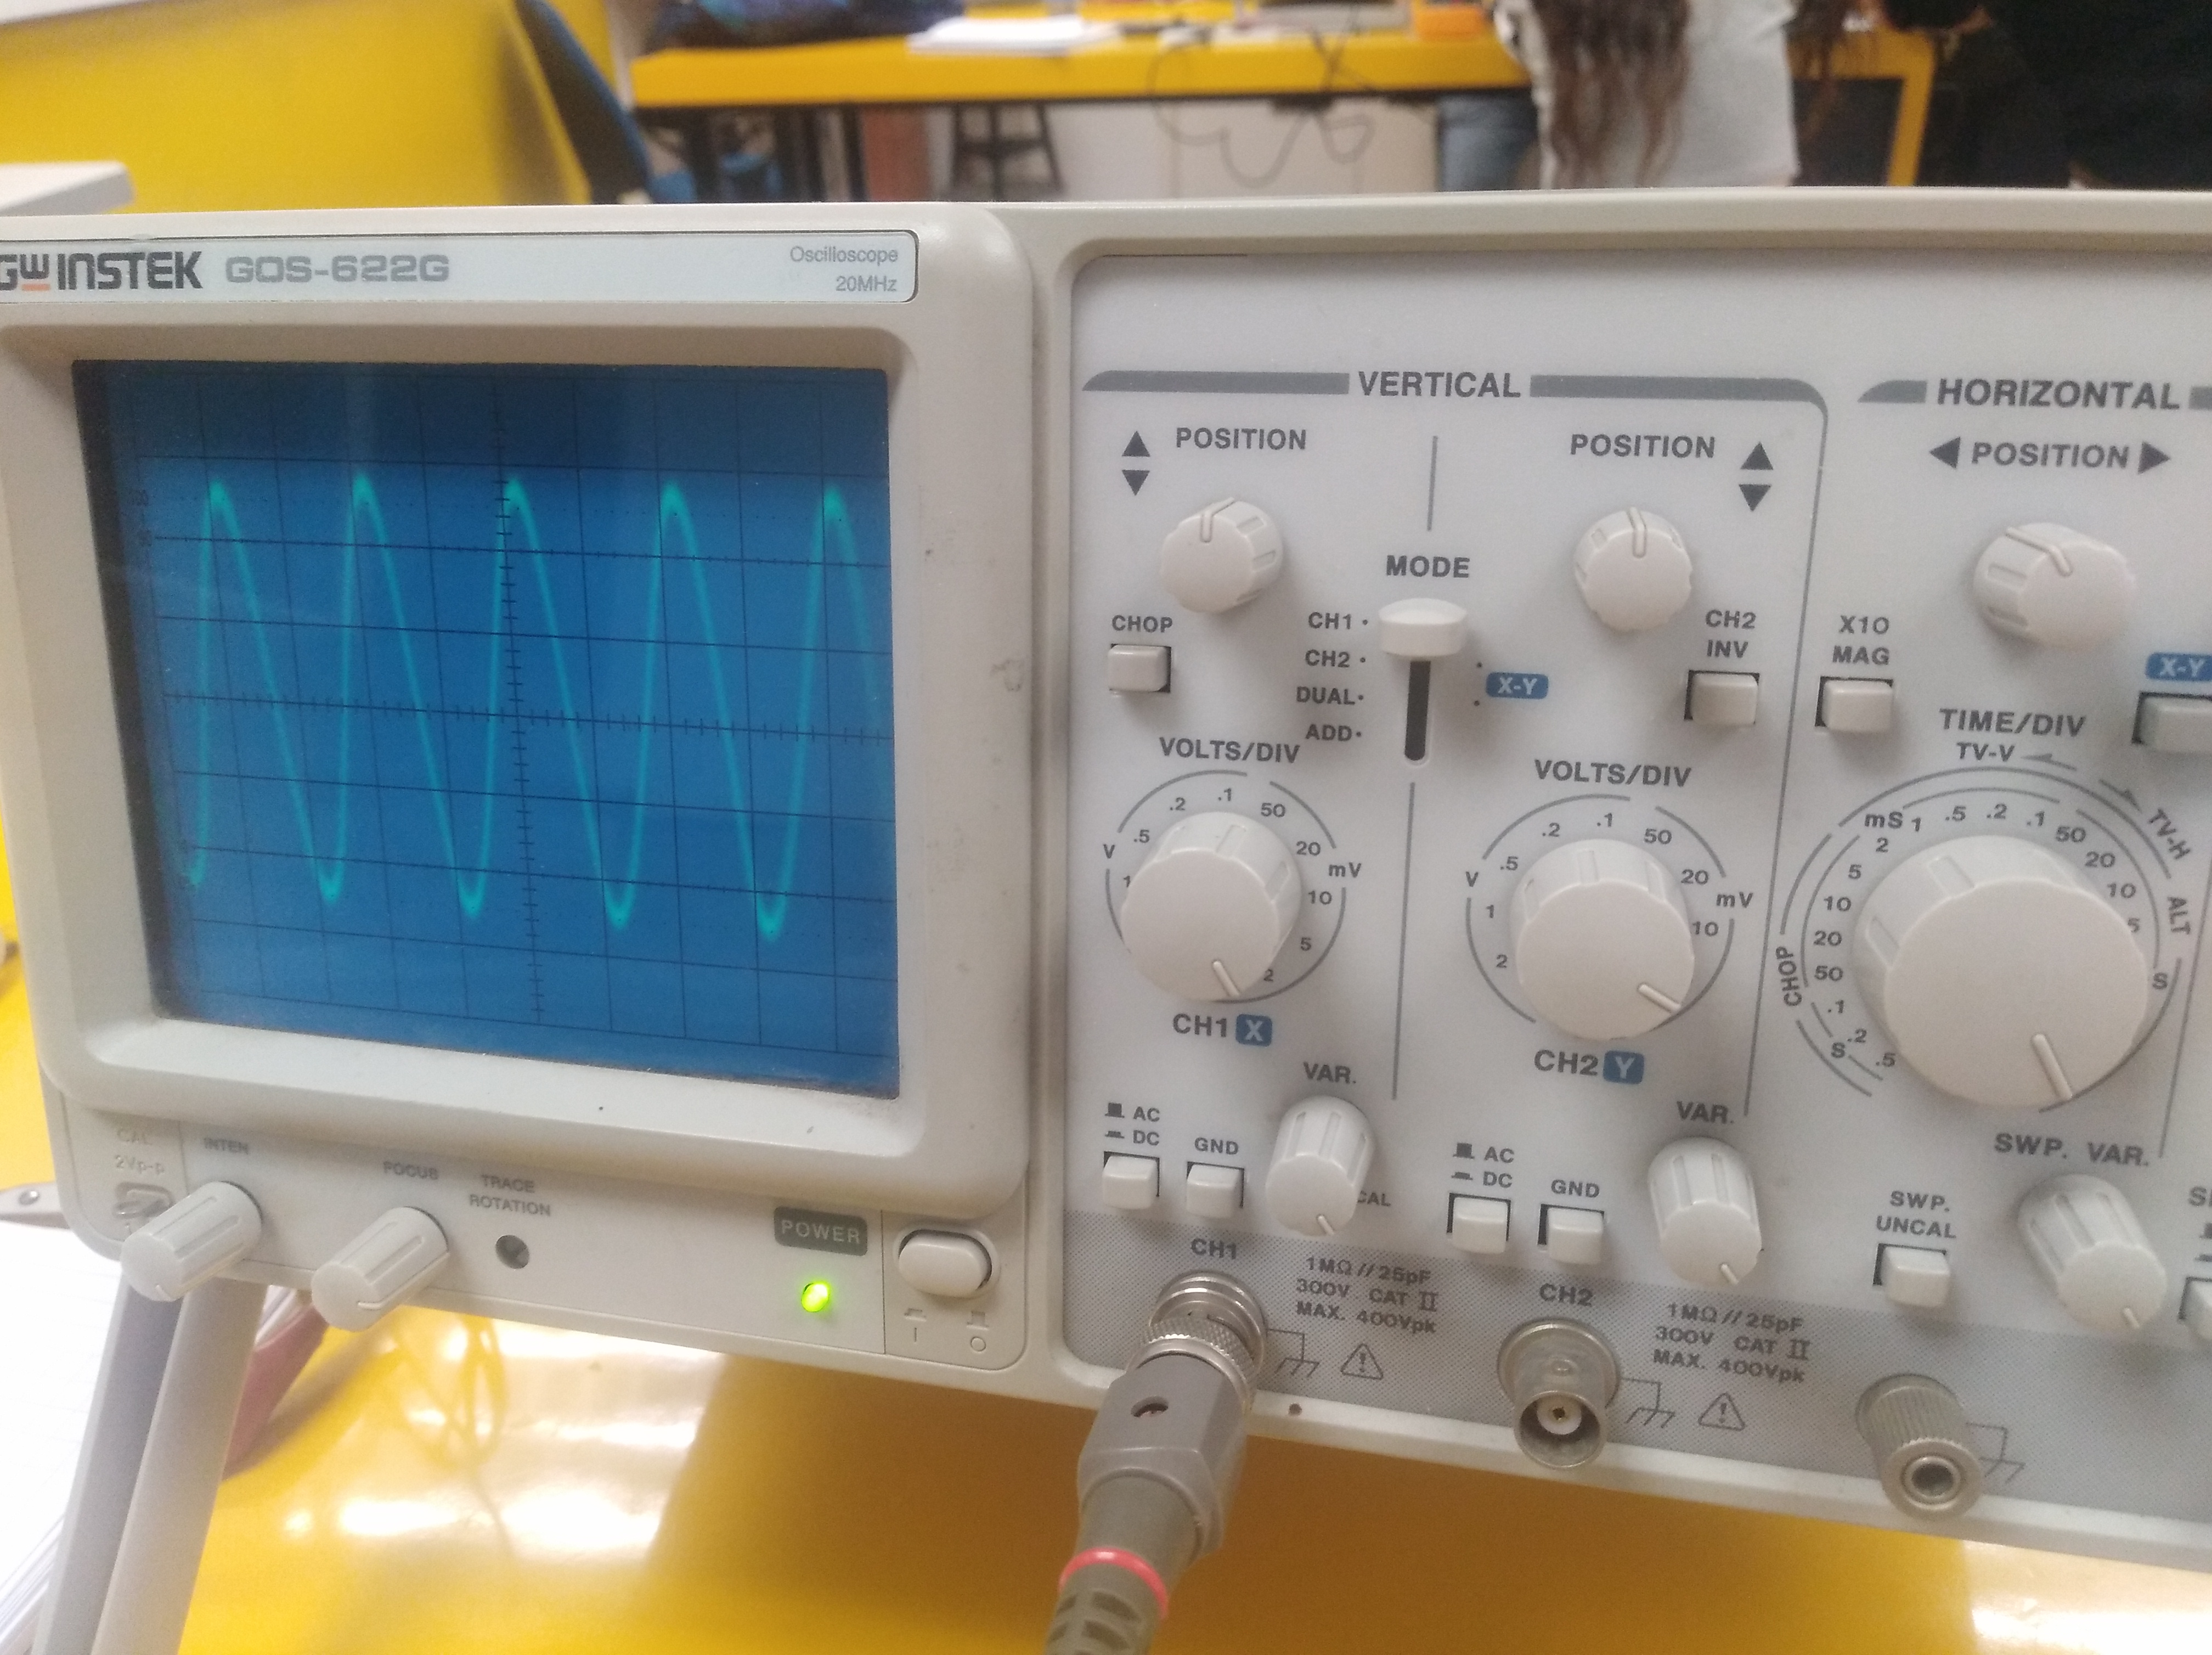 GWINSTEK GOS-622G
Oscilloscope
20MHz
VERTICAL
HORIZONTAL
POSITION
POSITION
POSITION
MODE
CHOP
CH1
CH2
DUAL
ADD
X-Y
CH2
INV
X10
MAG
X-Y
VOLTS/DIV
VOLTS/DIV
TIME/DIV
TV-V
TV-H
V 1 .5 .2 .1 50 20 mV 10 5 2
V 2 1 .5 .2 .1 50 20 mV 10
S .5 .2 .1 50 20 10 5 2 mS 1 .5 .2 .1 50 20 10 5 S
CHOP
ALT
CH1 X
CH2 Y
VAR.
VAR.
SWP. VAR.
AC
DC
GND
AC
DC
GND
SWP.
UNCAL
CAL
2Vp-p
INTEN
FOCUS
TRACE
ROTATION
POWER
CH1
1MΩ//25pF
300V CAT II
MAX. 400Vpk
CH2
1MΩ//25pF
300V CAT II
MAX. 400Vpk